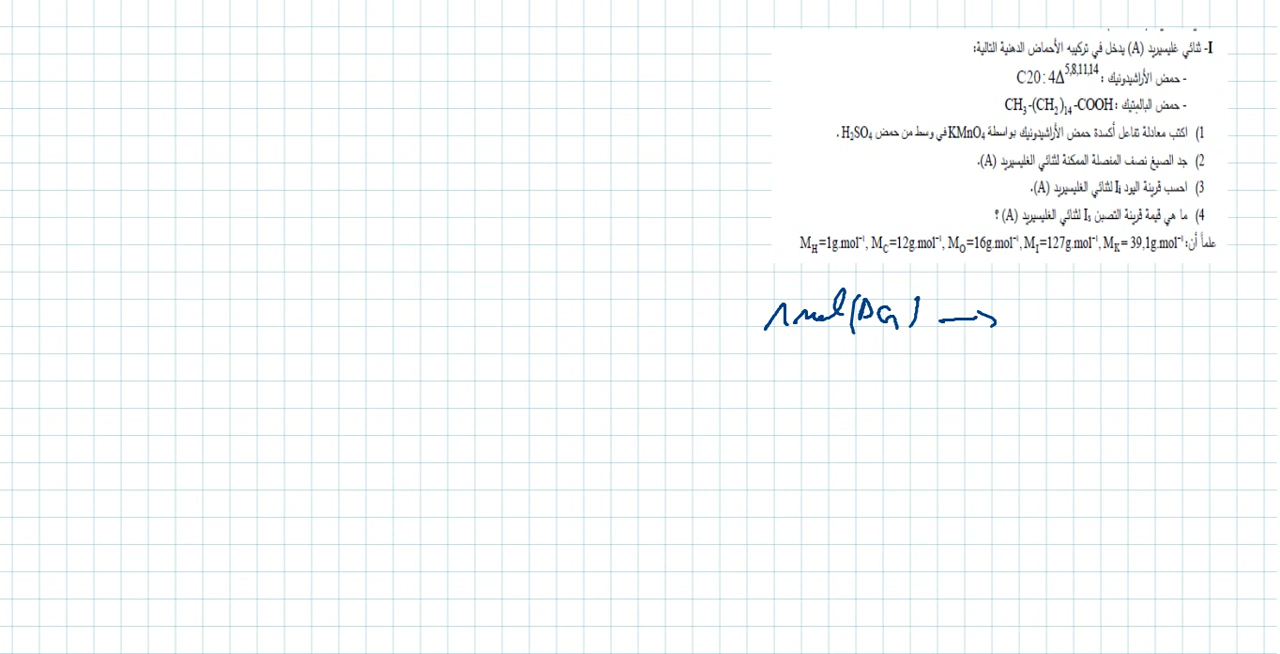 I- ثنائي غليسيريد (A) يدخل في تركيبه الأحماض الدهنية التالية:
- حمض الأراشيدونيك : C20 : 4Δ5,8,11,14
- حمض البالمتيك : CH3-(CH2)14-COOH
1) اكتب معادلة تفاعل أكسدة حمض الأراشيدونيك بواسطة KMnO4 في وسط من حمض H2SO4 .
2) جد الصيغ نصف المفصلة الممكنة لثنائي الغليسيريد (A).
3) احسب قرينة اليود Ii لثنائي الغليسيريد (A).
4) ما هي قيمة قرينة التصبن Is لثنائي الغليسيريد (A) ؟
علماً أن: MH=1g.mol-1, MC=12g.mol-1, MO=16g.mol-1, MI=127g.mol-1, MK= 39,1g.mol-1
1 mol (DG) →